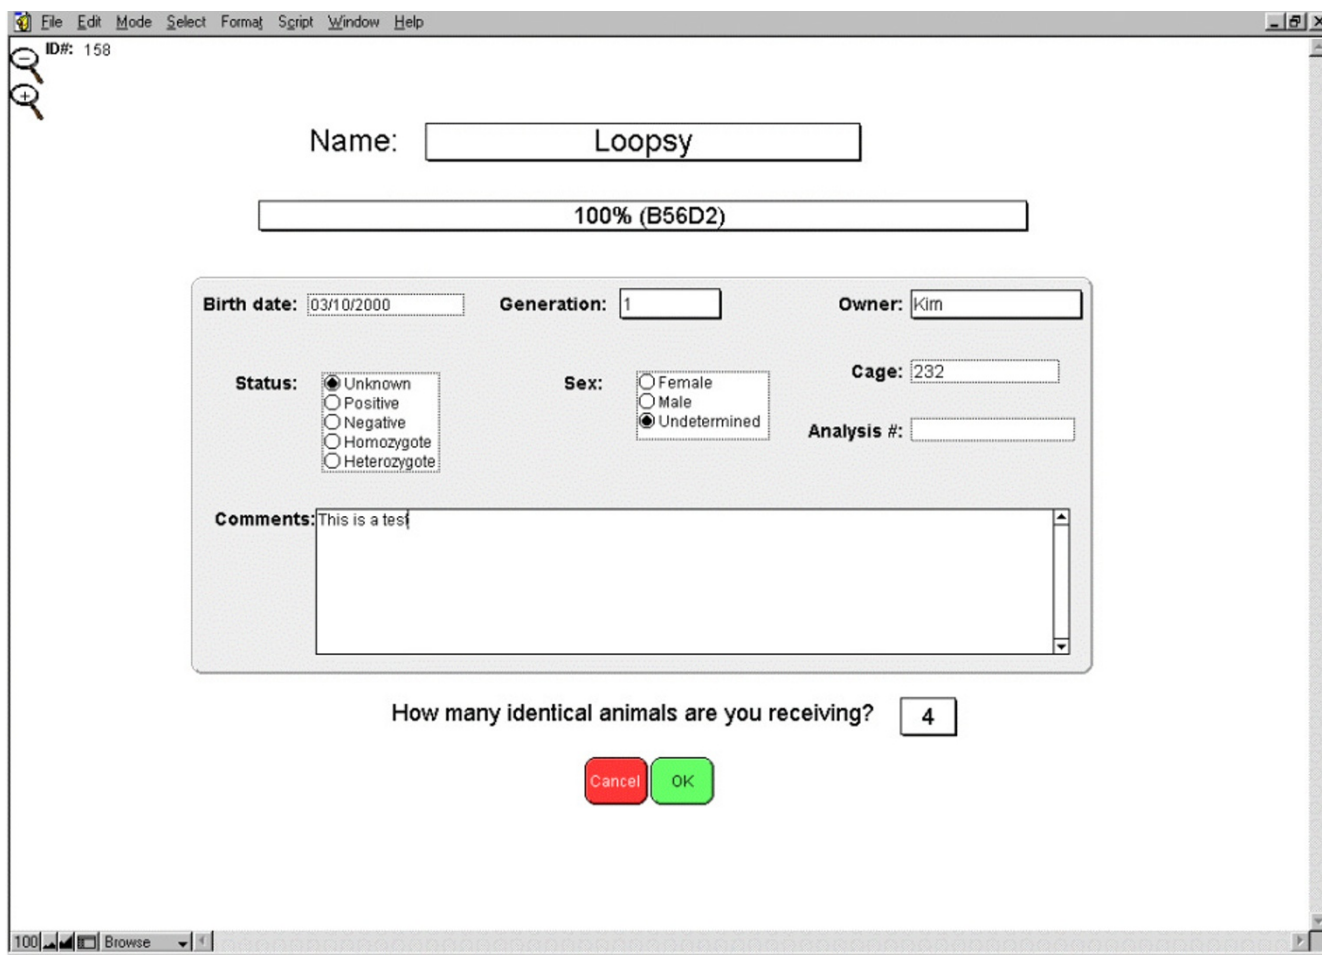 File Edit Mode Select Format Script Window Help
ID#: 158
Name: Loopsy
100% (B56D2)
Birth date: 03/10/2000 Generation: 1 Owner: Kim
Status: Unknown Sex: Female Cage: 232
Positive Male
Negative Undetermined Analysis #:
Homozygote
Heterozygote
Comments: This is a test
How many identical animals are you receiving? 4
Cancel OK
100 Browse